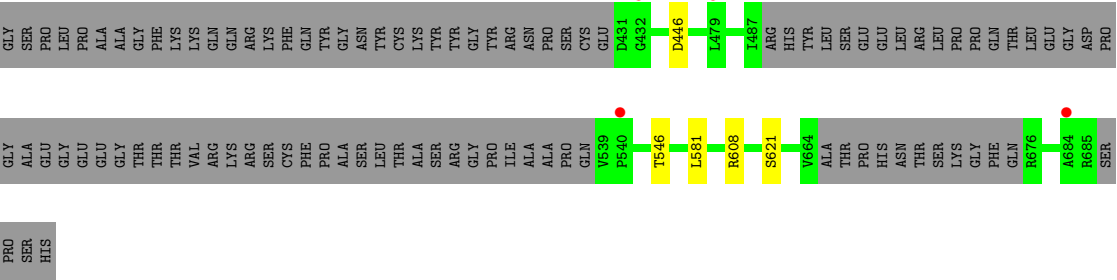 GLY SER PRO LEU PRO ALA ALA GLY PHE LYS LYS GLN GLN ARG LYS PHE GLN TYR GLY ASN TYR CYS LYS TYR TYR GLY TYR ARG ASN PRO SER CYS GLU D431 G432 D446 L479 I487 ARG HIS TYR LEU SER GLU GLU LEU ARG LEU PRO PRO GLN THR LEU GLU GLY ASP PRO
GLY ALA GLU GLY GLU GLU GLY THR THR THR VAL ARG LYS ARG SER CYS PHE PRO ALA SER LEU THR ALA SER ARG GLY PRO ILE ALA ALA PRO GLN V539 P540 T546 L581 R608 S621 V664 ALA THR PRO HIS ASN THR SER LYS GLY PHE GLN R676 A684 R685 SER
PRO SER HIS